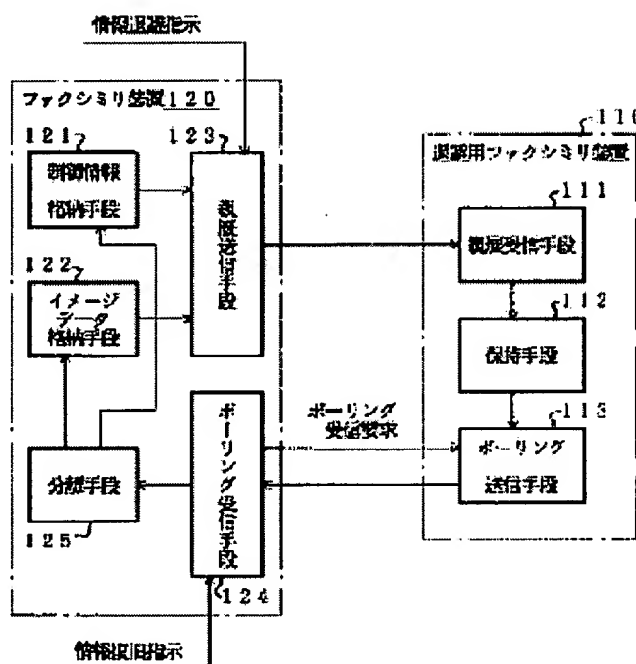 情報退避指示
ファクシミリ装置120
121
制御情報
格納手段
123
親展送信手段
122
イメージ
データ
格納手段
分離手段
125
ポーリング受信手段
124
情報復旧指示
ポーリング
受信要求
110
退避用ファクシミリ装置
111
親展受信手段
112
保持手段
113
ポーリング
送信手段